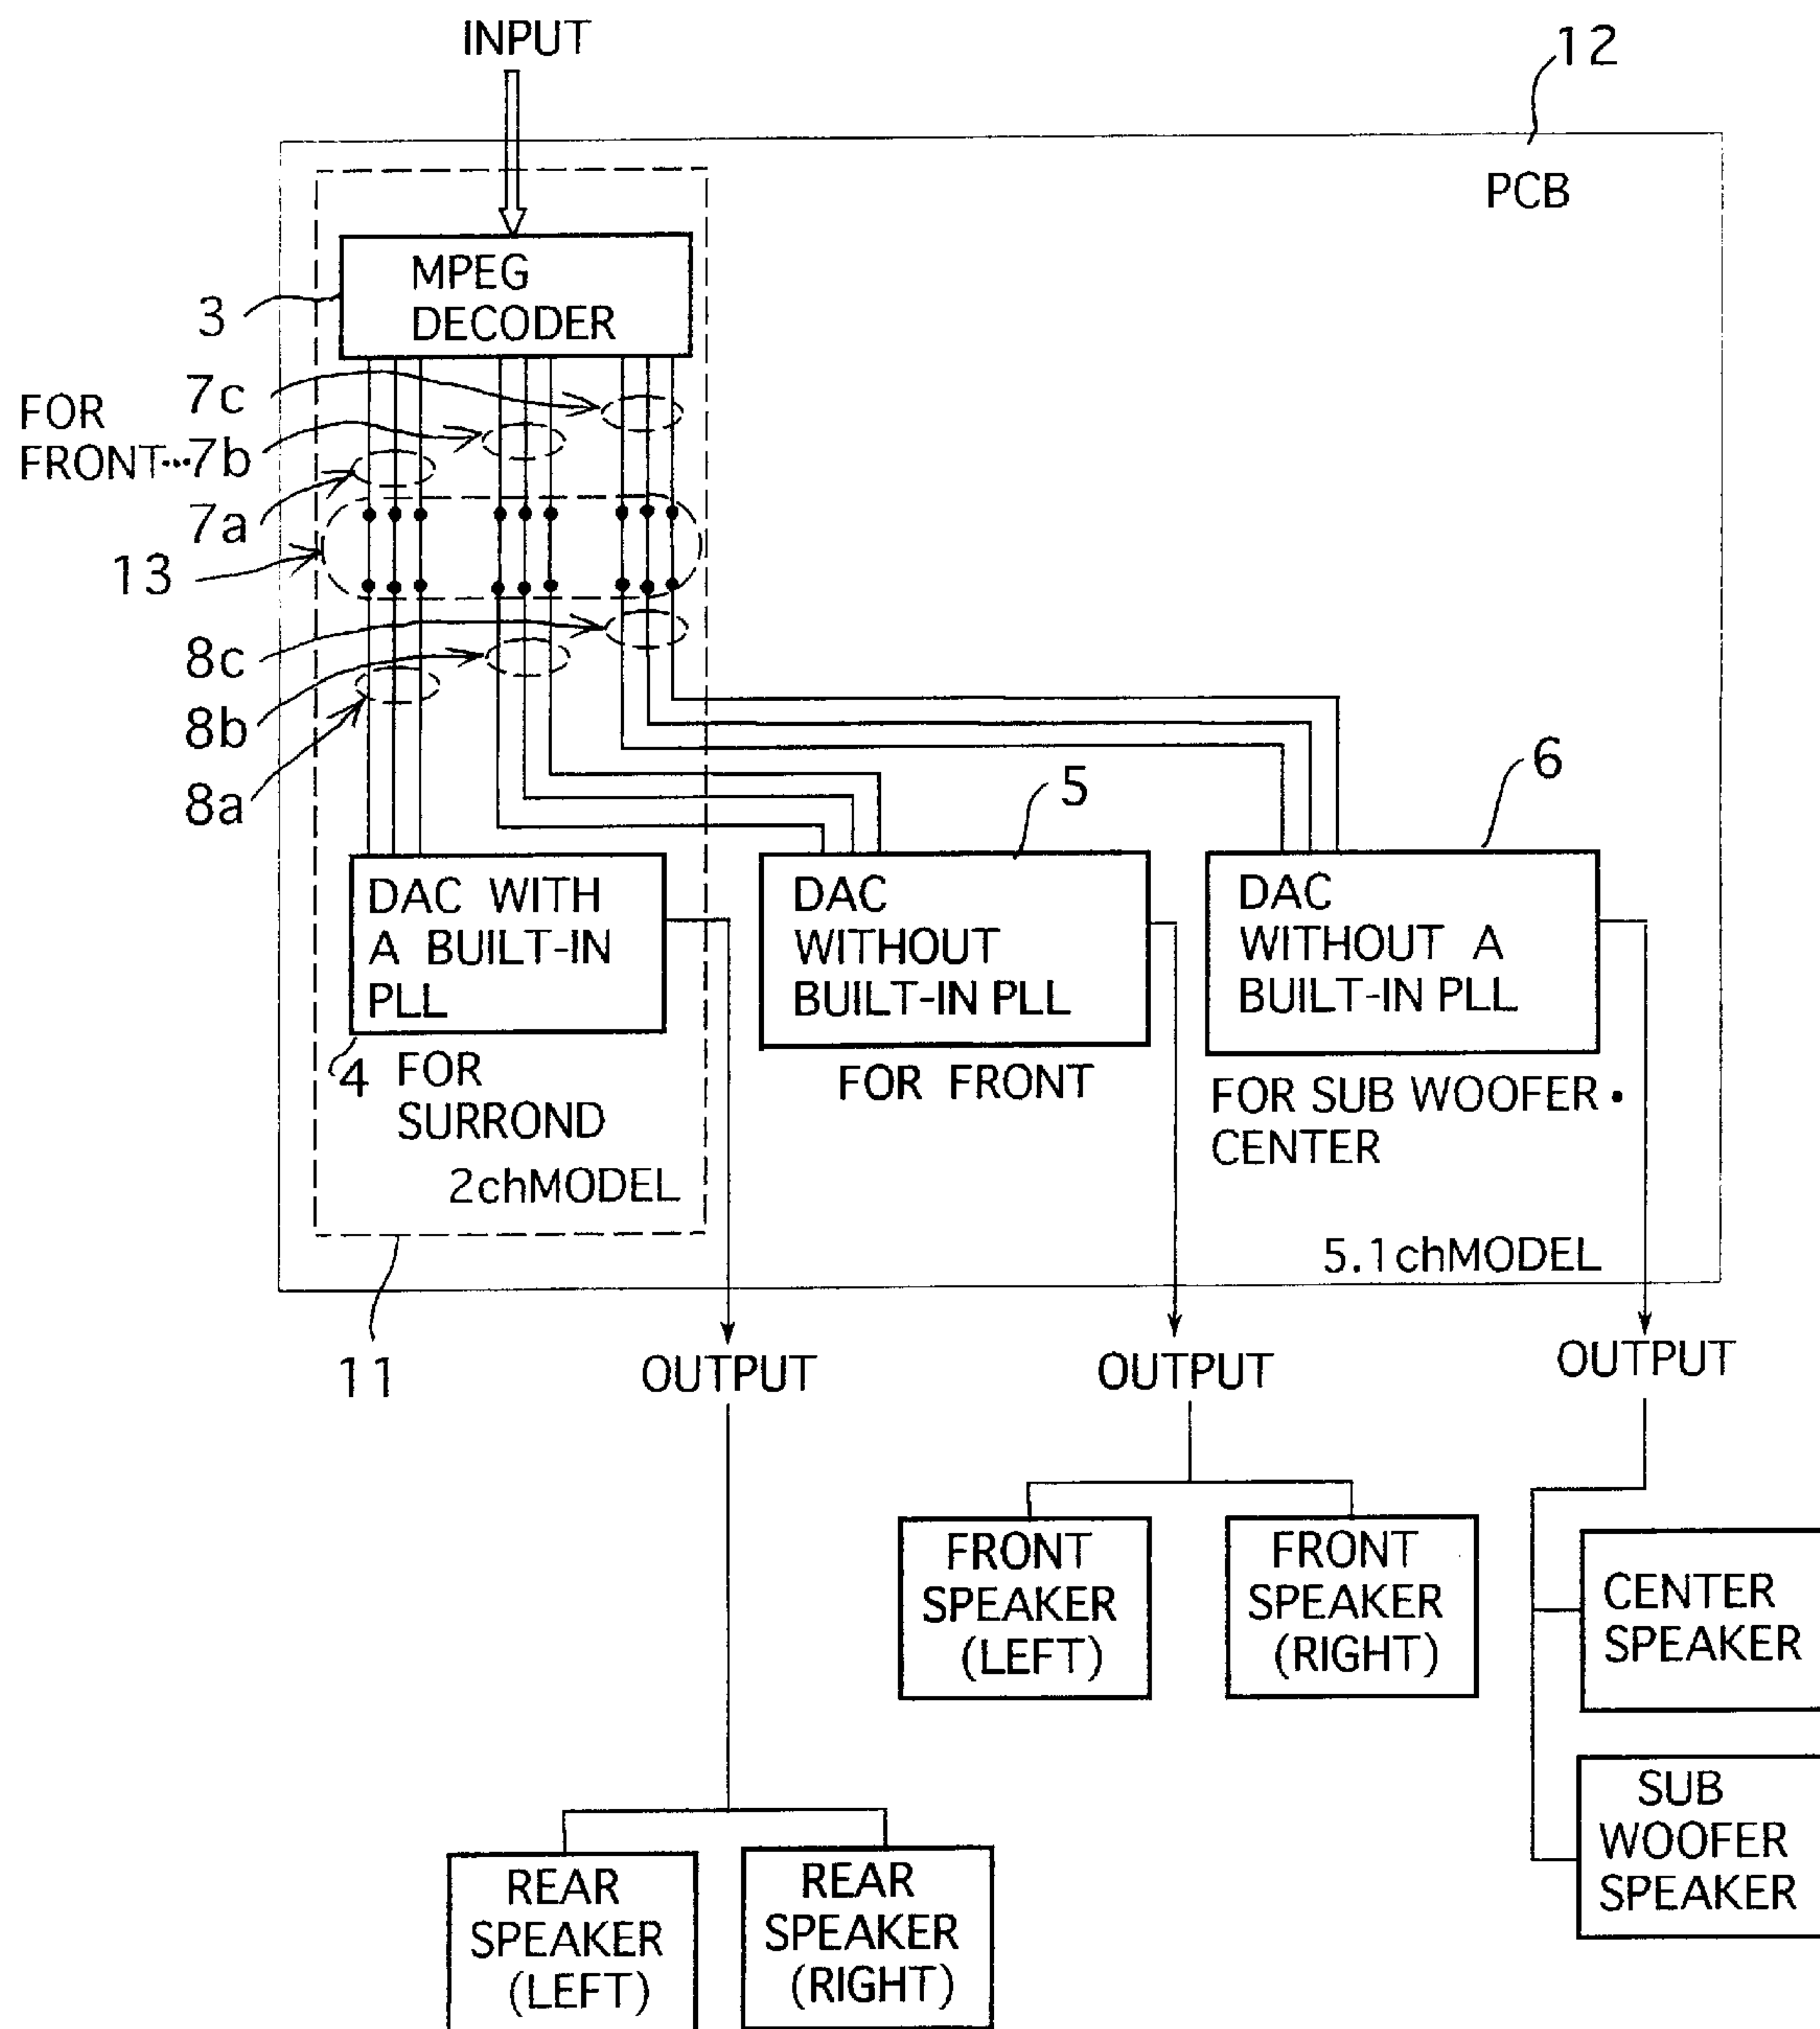 INPUT
12
PCB
MPEG
DECODER
3
7c
FOR
FRONT···7b
7a
13
8c
8b
8a
5
6
DAC WITH
A BUILT-IN
PLL
DAC
WITHOUT
BUILT-IN PLL
DAC
WITHOUT A
BUILT-IN PLL
4 FOR
SURROND
FOR FRONT
FOR SUB WOOFER·
CENTER
2chMODEL
5.1chMODEL
11
OUTPUT
OUTPUT
OUTPUT
FRONT
SPEAKER
(LEFT)
FRONT
SPEAKER
(RIGHT)
CENTER
SPEAKER
SUB
WOOFER
SPEAKER
REAR
SPEAKER
(LEFT)
REAR
SPEAKER
(RIGHT)